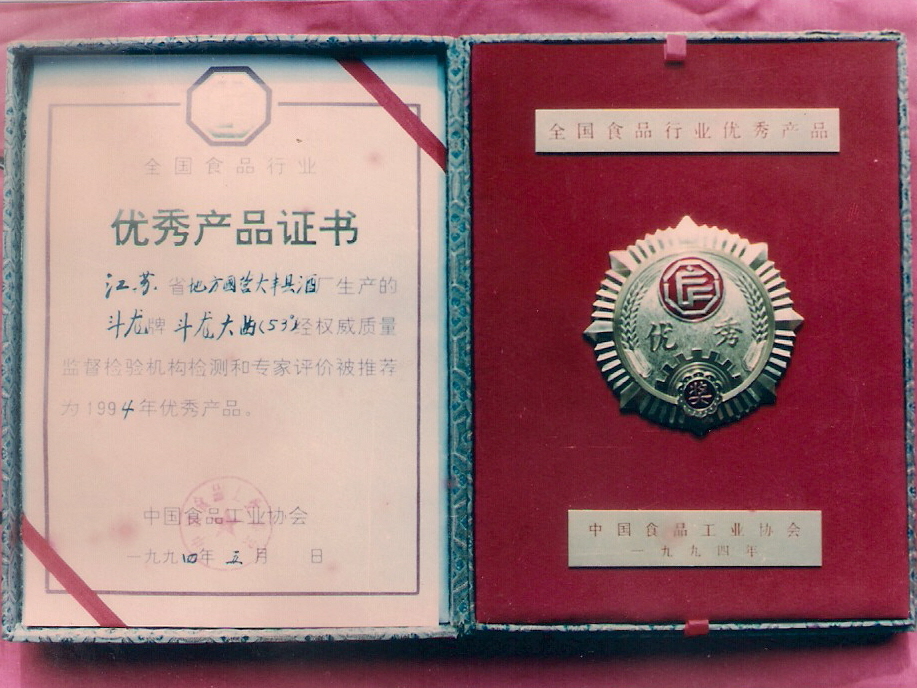 全国食品行业
优秀产品证书
江苏省地方国营大丰县酒厂生产的
斗龙牌斗龙大曲(53°)经权威质量
监督检验机构检测和专家评价被推荐
为1994年优秀产品。
中国食品工业协会
一九九四年五月 日
全国食品行业优秀产品
优秀
奖
中国食品工业协会
一九九四年